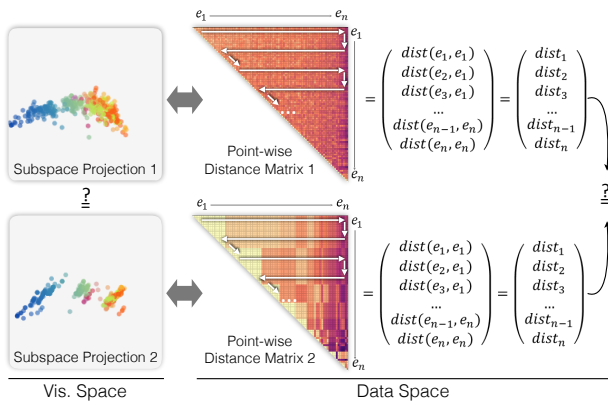 e₁ eₙ
e₁
Subspace Projection 1
Point-wise
Distance Matrix 1
...
eₙ
= ( dist(e₁, e₁) ) = ( dist₁ )
dist(e₂, e₁) dist₂
dist(e₃, e₁) dist₃
... ...
dist(eₙ₋₁, eₙ) distₙ₋₁
dist(eₙ, eₙ) distₙ
?
=
?
=
e₁ eₙ
e₁
Subspace Projection 2
Point-wise
Distance Matrix 2
...
eₙ
= ( dist(e₁, e₁) ) = ( dist₁ )
dist(e₂, e₁) dist₂
dist(e₃, e₁) dist₃
... ...
dist(eₙ₋₁, eₙ) distₙ₋₁
dist(eₙ, eₙ) distₙ
Vis. Space Data Space